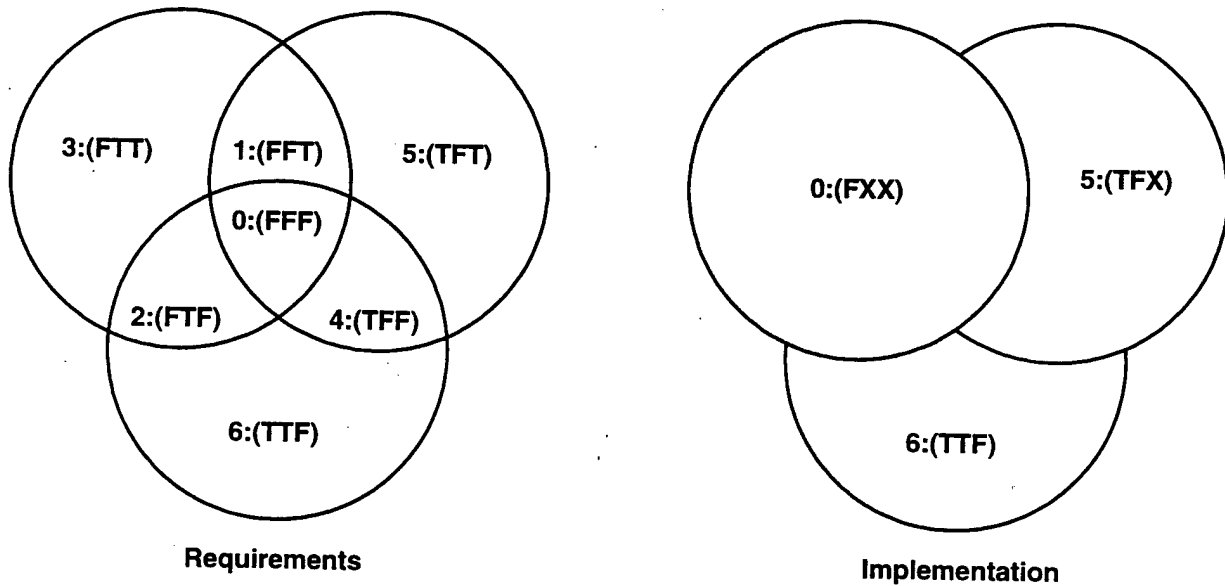 3:(FTT)
1:(FFT)
5:(TFT)
0:(FFF)
2:(FTF)
4:(TFF)
6:(TTF)
Requirements
0:(FXX)
5:(TFX)
6:(TTF)
Implementation